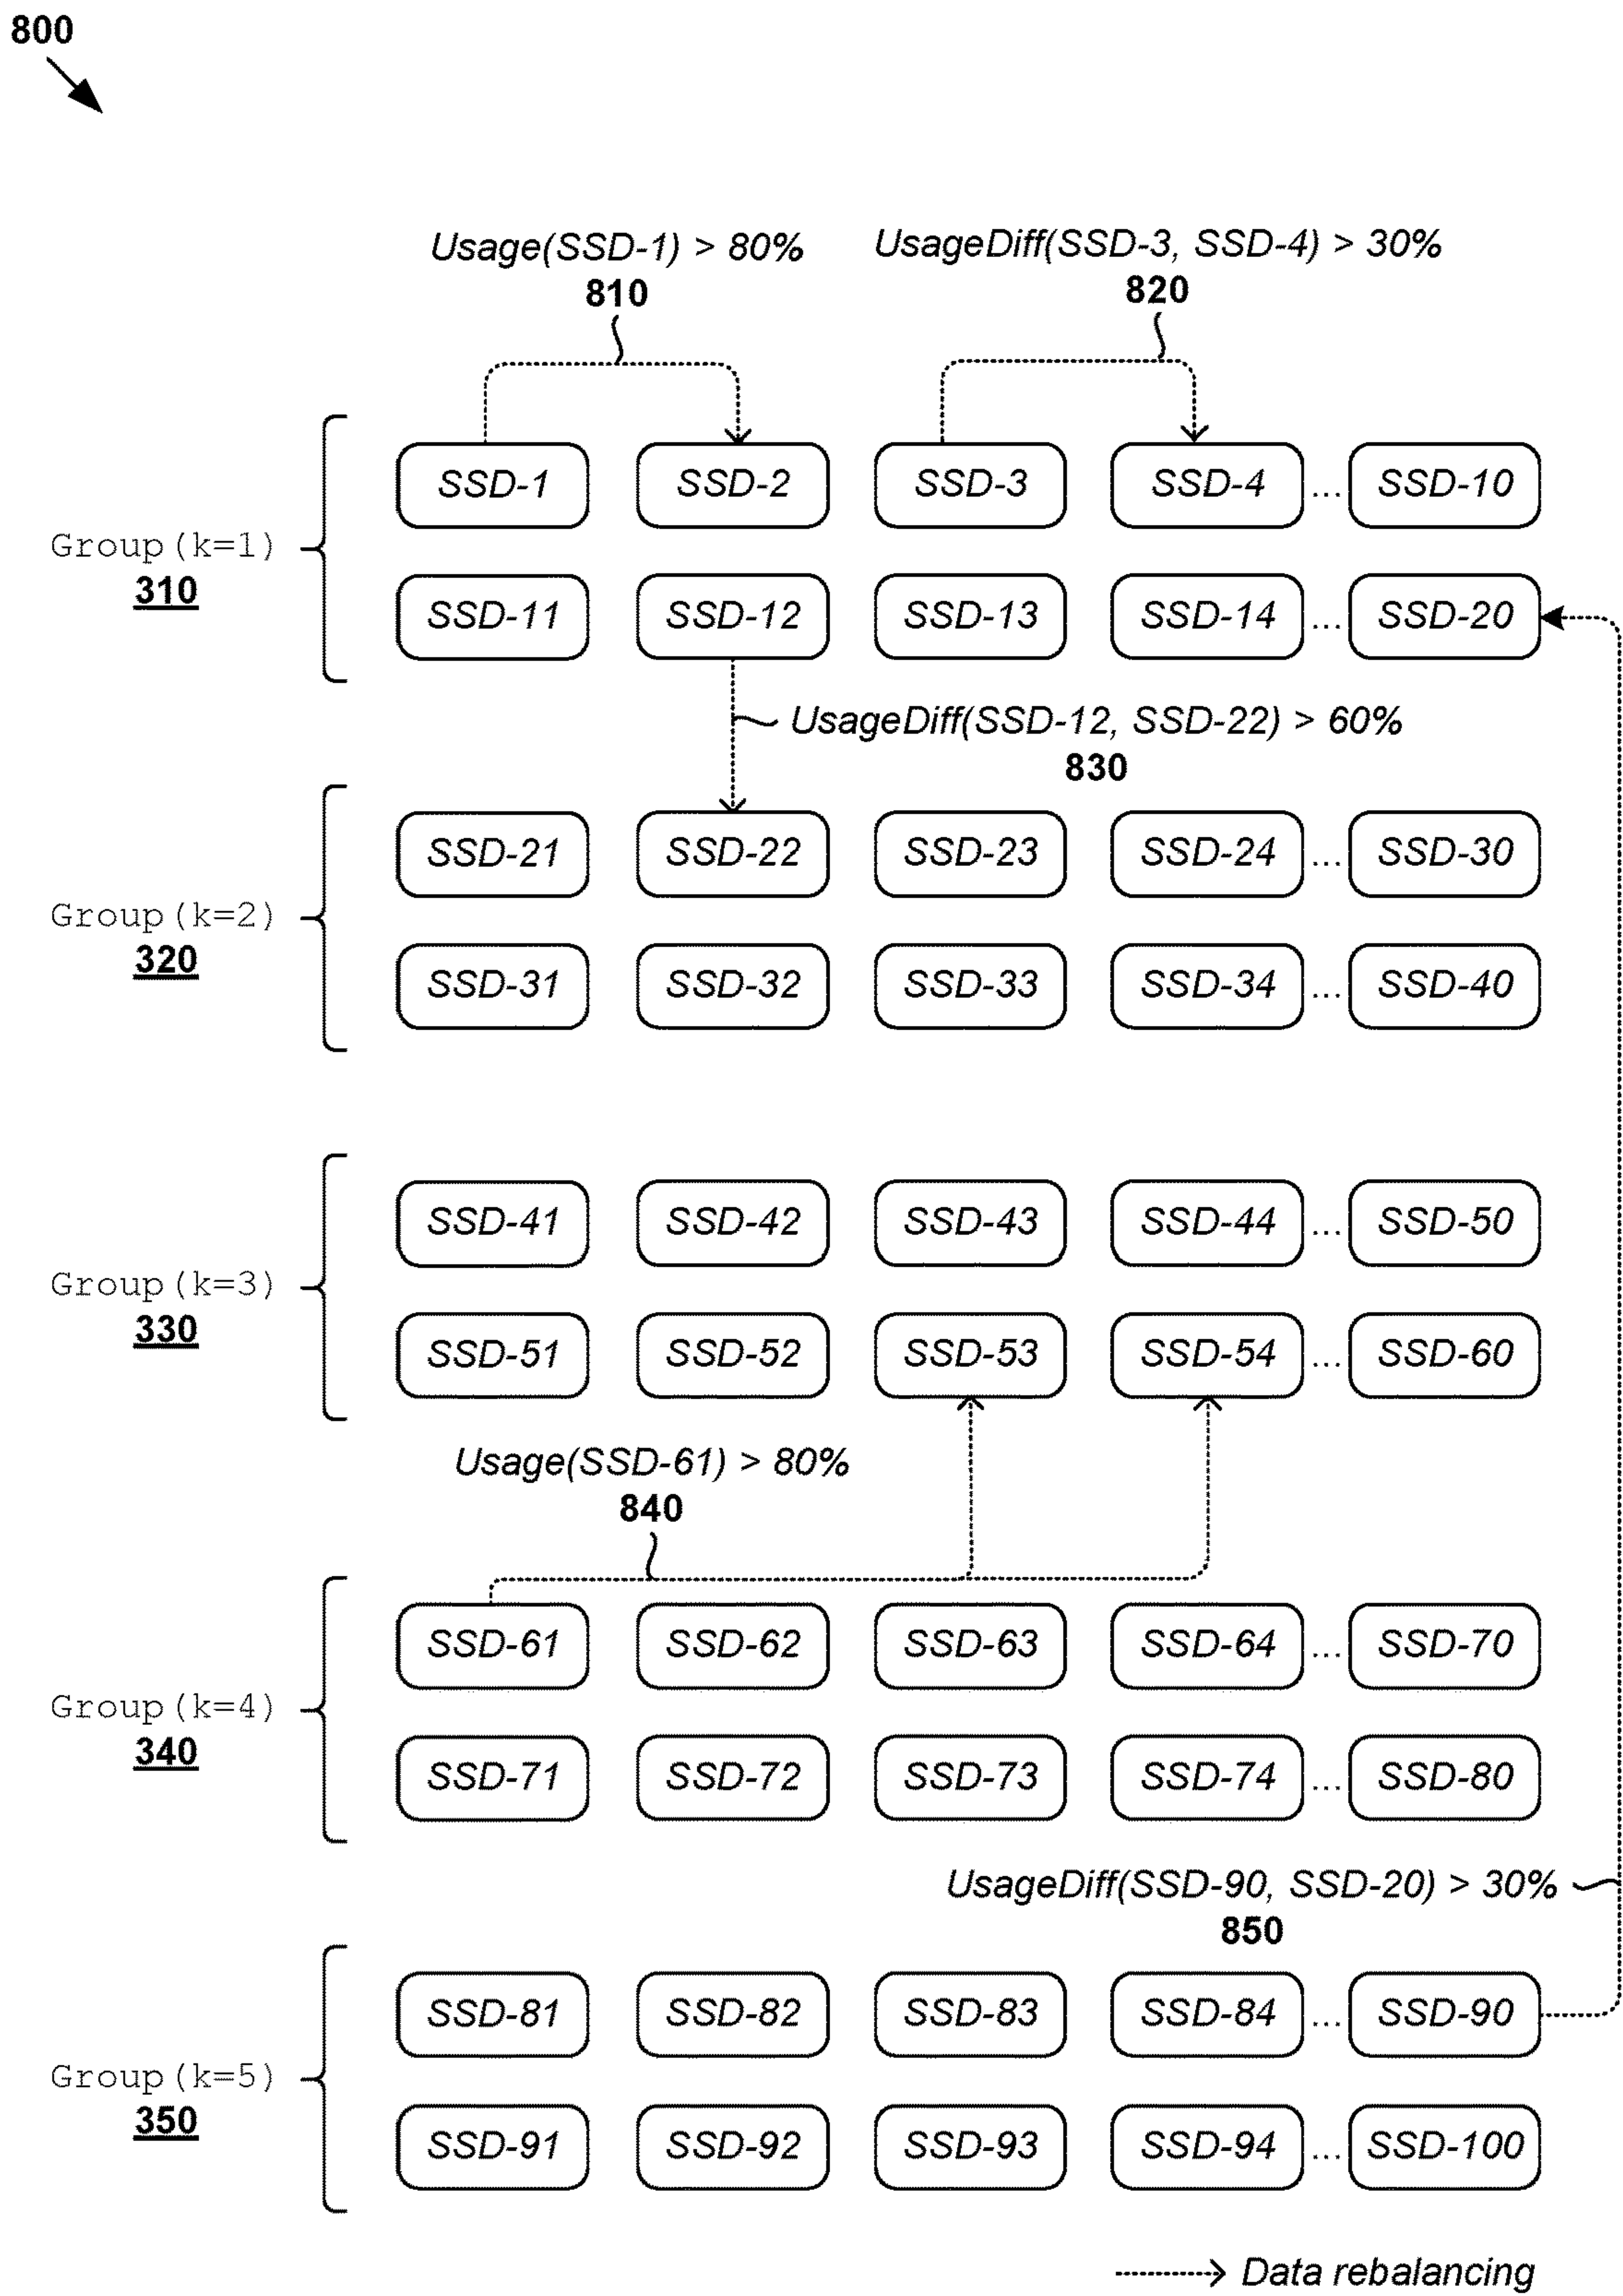 800
Usage(SSD-1) > 80%
810
UsageDiff(SSD-3, SSD-4) > 30%
820
SSD-1 SSD-2 SSD-3 SSD-4 ... SSD-10
Group(k=1)
310
SSD-11 SSD-12 SSD-13 SSD-14 ... SSD-20
UsageDiff(SSD-12, SSD-22) > 60%
830
SSD-21 SSD-22 SSD-23 SSD-24 ... SSD-30
Group(k=2)
320
SSD-31 SSD-32 SSD-33 SSD-34 ... SSD-40
SSD-41 SSD-42 SSD-43 SSD-44 ... SSD-50
Group(k=3)
330
SSD-51 SSD-52 SSD-53 SSD-54 ... SSD-60
Usage(SSD-61) > 80%
840
SSD-61 SSD-62 SSD-63 SSD-64 ... SSD-70
Group(k=4)
340
SSD-71 SSD-72 SSD-73 SSD-74 ... SSD-80
UsageDiff(SSD-90, SSD-20) > 30%
850
SSD-81 SSD-82 SSD-83 SSD-84 ... SSD-90
Group(k=5)
350
SSD-91 SSD-92 SSD-93 SSD-94 ... SSD-100
Data rebalancing